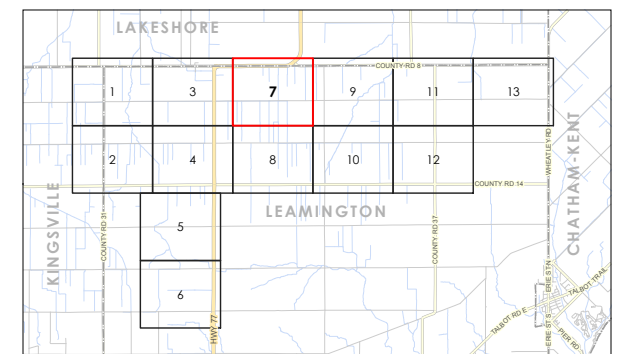 LAKESHORE
COUNTY RD 8
1
3
7
9
11
13
2
4
8
10
12
WHEATLEY RD
CHATHAM-KENT
COUNTY RD 14
KINGSVILLE
COUNTY RD 31
5
LEAMINGTON
COUNTY RD 37
6
HWY 77
ERIE ST N
TALBOT TRAIL
TALBOT RD E
ERIE ST S
PIER RD